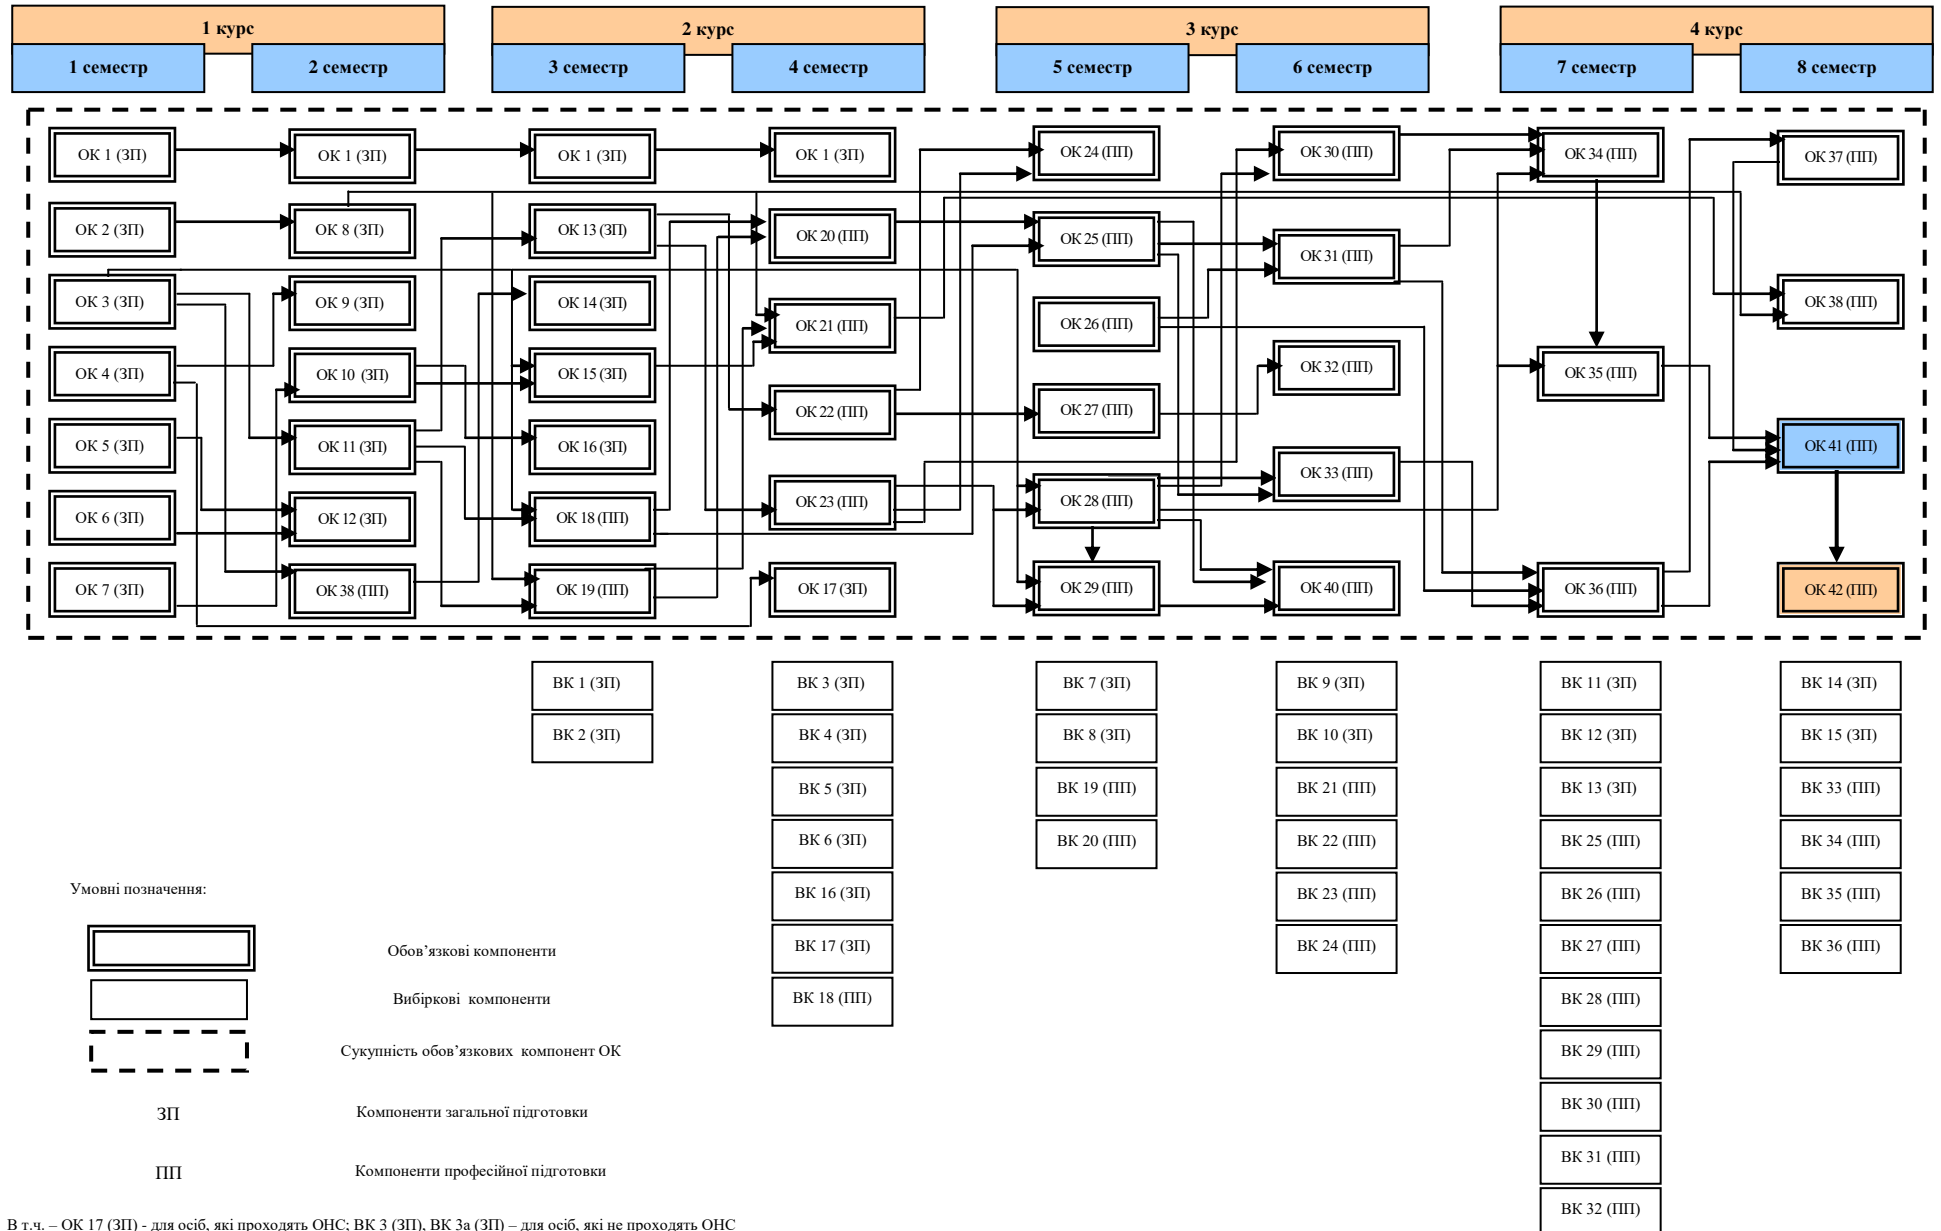 1 курс 2 курс 3 курс 4 курс
1 семестр 2 семестр 3 семестр 4 семестр 5 семестр 6 семестр 7 семестр 8 семестр
ОК 1 (ЗП) ОК 1 (ЗП) ОК 1 (ЗП) ОК 1 (ЗП) ОК 24 (ПП) ОК 30 (ПП) ОК 34 (ПП) ОК 37 (ПП)
ОК 2 (ЗП) ОК 8 (ЗП) ОК 13 (ЗП) ОК 20 (ПП) ОК 25 (ПП) ОК 31 (ПП)
ОК 3 (ЗП) ОК 9 (ЗП) ОК 14 (ЗП) ОК 21 (ПП) ОК 26 (ПП) ОК 38 (ПП)
ОК 4 (ЗП) ОК 10 (ЗП) ОК 15 (ЗП) ОК 22 (ПП) ОК 27 (ПП) ОК 32 (ПП) ОК 35 (ПП)
ОК 5 (ЗП) ОК 11 (ЗП) ОК 16 (ЗП) ОК 23 (ПП) ОК 28 (ПП) ОК 33 (ПП) ОК 41 (ПП)
ОК 6 (ЗП) ОК 12 (ЗП) ОК 18 (ПП)
ОК 7 (ЗП) ОК 38 (ПП) ОК 19 (ПП) ОК 17 (ЗП) ОК 29 (ПП) ОК 40 (ПП) ОК 36 (ПП) ОК 42 (ПП)
ВК 1 (ЗП) ВК 3 (ЗП) ВК 7 (ЗП) ВК 9 (ЗП) ВК 11 (ЗП) ВК 14 (ЗП)
ВК 2 (ЗП) ВК 4 (ЗП) ВК 8 (ЗП) ВК 10 (ЗП) ВК 12 (ЗП) ВК 15 (ЗП)
ВК 5 (ЗП) ВК 19 (ПП) ВК 21 (ПП) ВК 13 (ЗП) ВК 33 (ПП)
ВК 6 (ЗП) ВК 20 (ПП) ВК 22 (ПП) ВК 25 (ПП) ВК 34 (ПП)
Умовні позначення: ВК 16 (ЗП) ВК 23 (ПП) ВК 26 (ПП) ВК 35 (ПП)
Обов’язкові компоненти ВК 17 (ЗП) ВК 24 (ПП) ВК 27 (ПП) ВК 36 (ПП)
Вибіркові компоненти ВК 18 (ПП) ВК 28 (ПП)
Сукупність обов’язкових компонент ОК ВК 29 (ПП)
ЗП Компоненти загальної підготовки ВК 30 (ПП)
ПП Компоненти професійної підготовки ВК 31 (ПП)
ВК 32 (ПП)
В т.ч. – ОК 17 (ЗП) - для осіб, які проходять ОНС; ВК 3 (ЗП), ВК 3а (ЗП) – для осіб, які не проходять ОНС